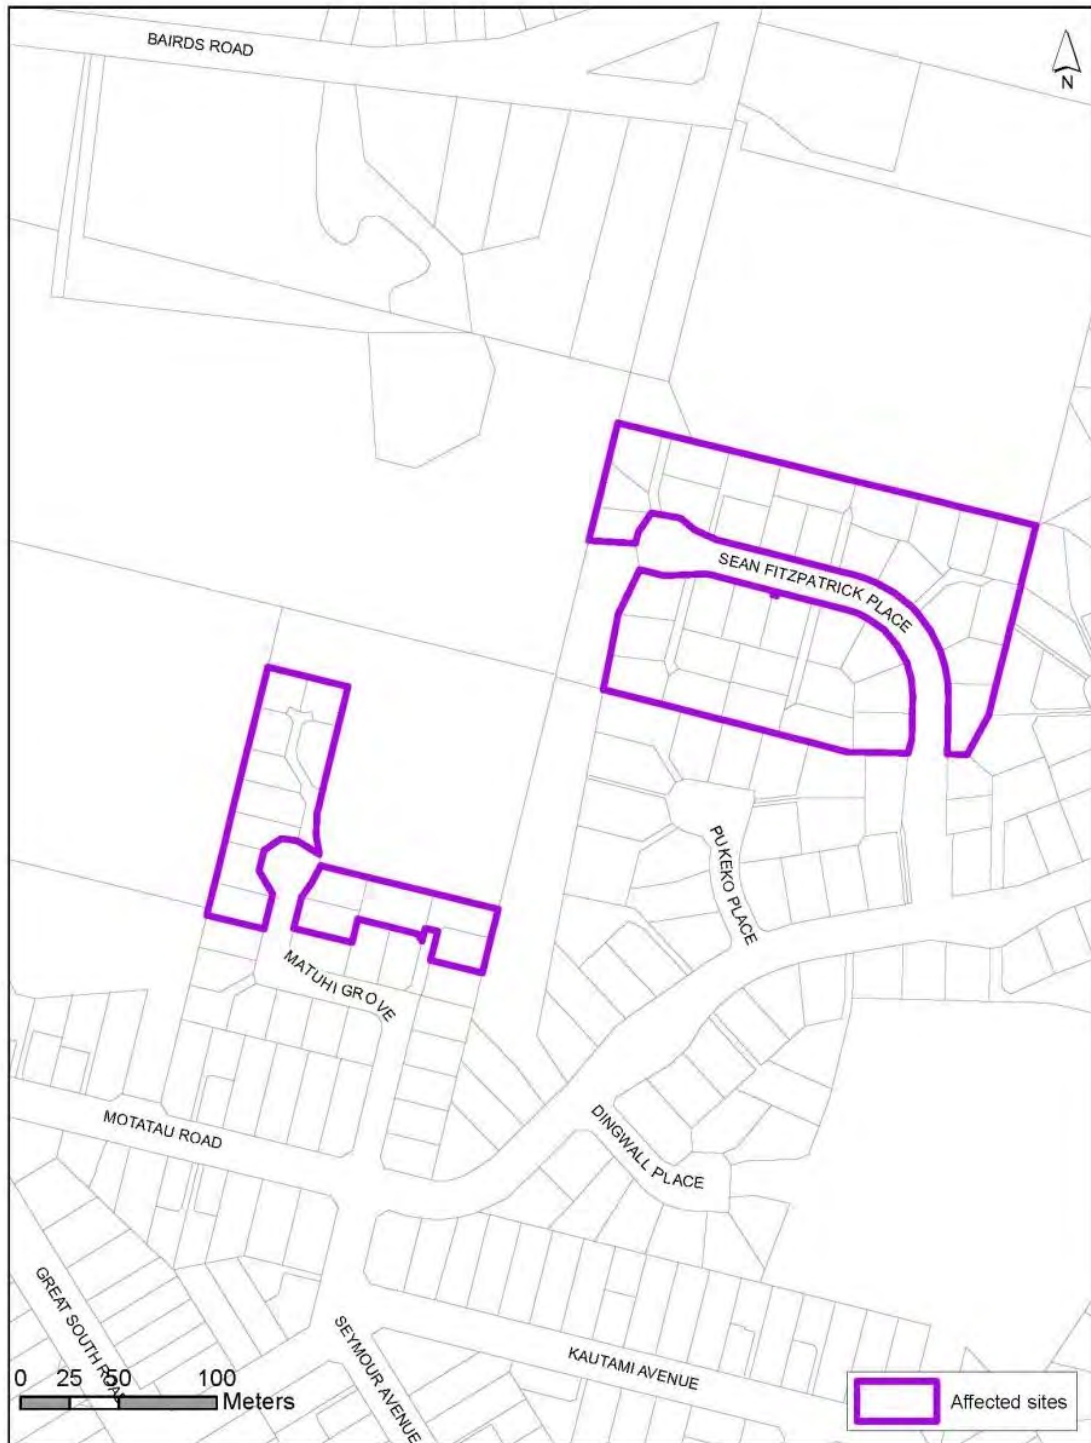 BAIRDS ROAD
N
SEAN FITZPATRICK PLACE
PUKEKO PLACE
MATUHI GROVE
MOTATAU ROAD
DINGWALL PLACE
GREAT SOUTH ROAD
SEYMOUR AVENUE
KAUTAMI AVENUE
0 25 50 100
Meters
Affected sites